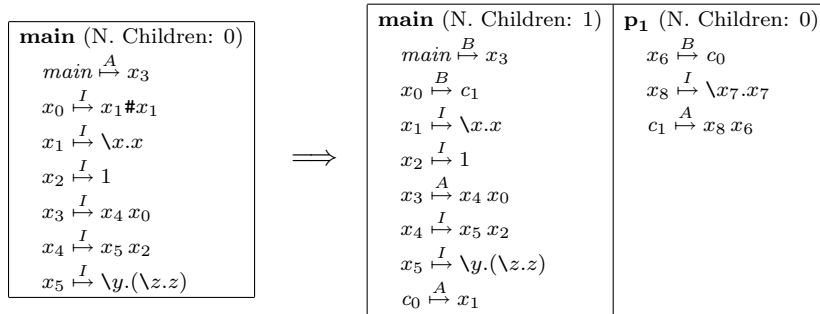 main (N. Children: 0)
main A↦ x₃
x₀ I↦ x₁#x₁
x₁ I↦ \x.x
x₂ I↦ 1
x₃ I↦ x₄ x₀
x₄ I↦ x₅ x₂
x₅ I↦ \y.(\z.z)
⟹
main (N. Children: 1)
main B↦ x₃
x₀ B↦ c₁
x₁ I↦ \x.x
x₂ I↦ 1
x₃ A↦ x₄ x₀
x₄ I↦ x₅ x₂
x₅ I↦ \y.(\z.z)
c₀ A↦ x₁
p₁ (N. Children: 0)
x₆ B↦ c₀
x₈ I↦ \x₇.x₇
c₁ A↦ x₈ x₆